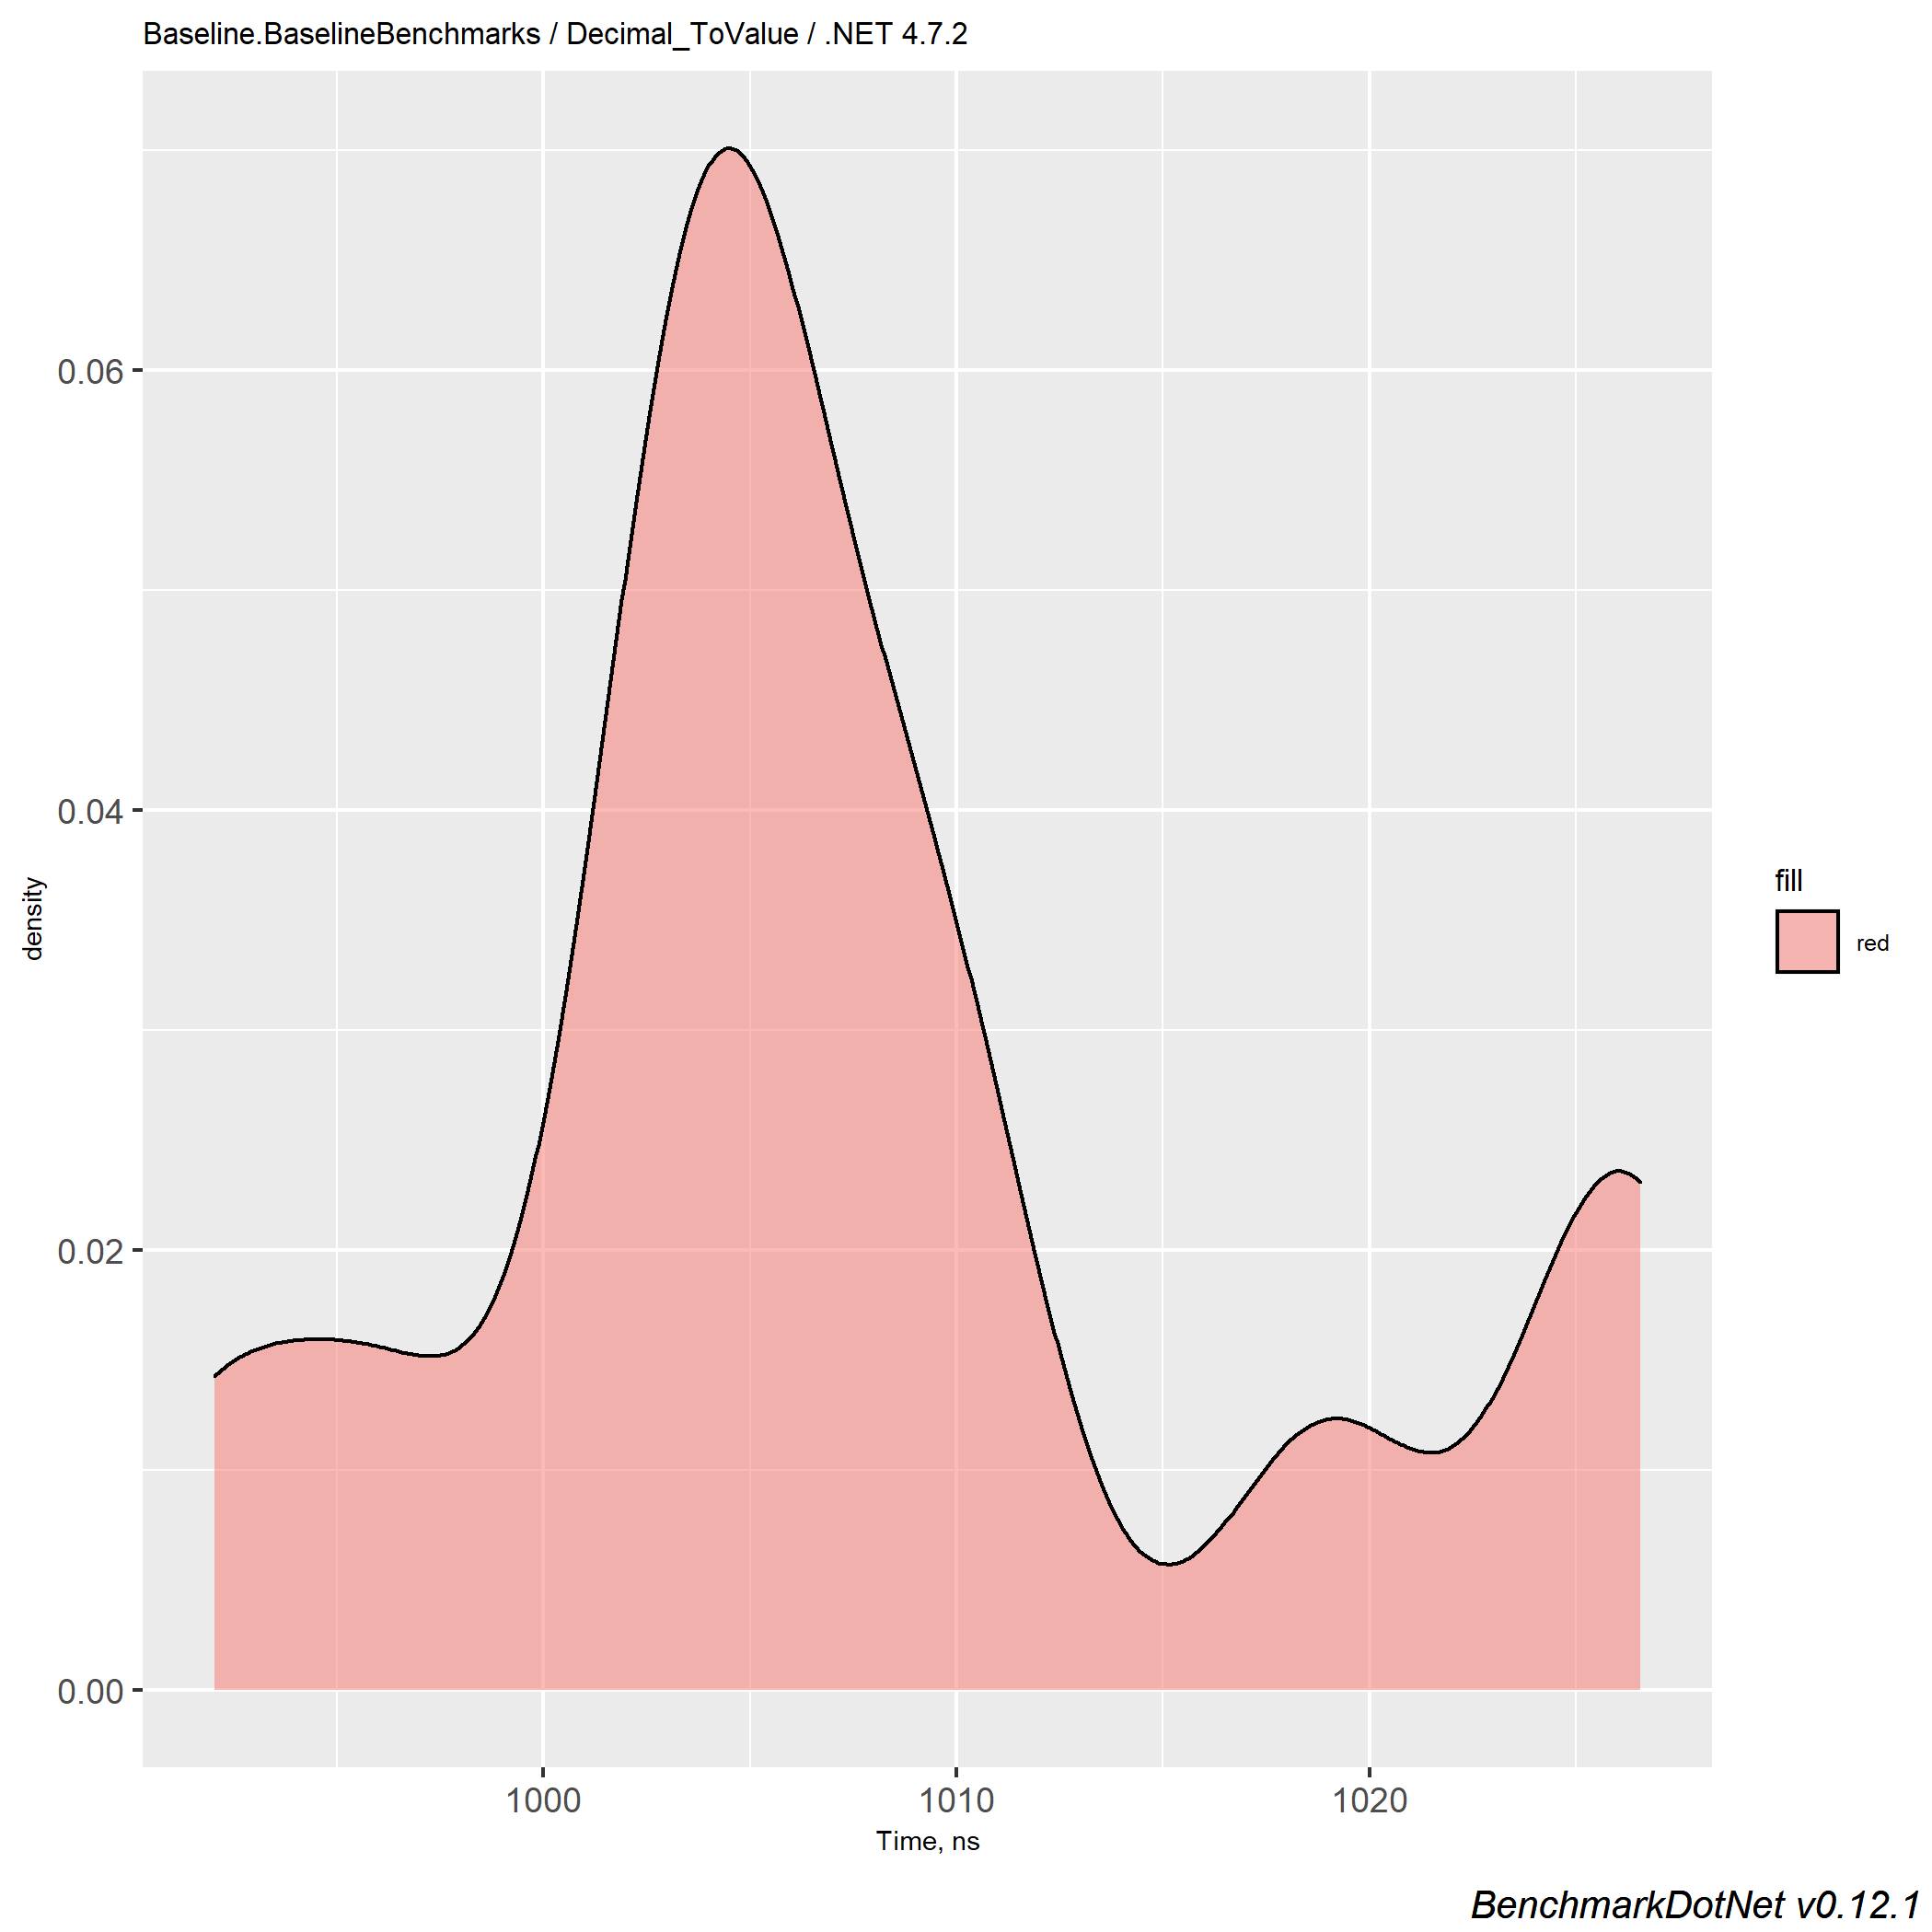 Baseline.BaselineBenchmarks / Decimal_ToValue / .NET 4.7.2
0.06
0.04
0.02
0.00
density
1000 1010 1020
Time, ns
fill
red
BenchmarkDotNet v0.12.1